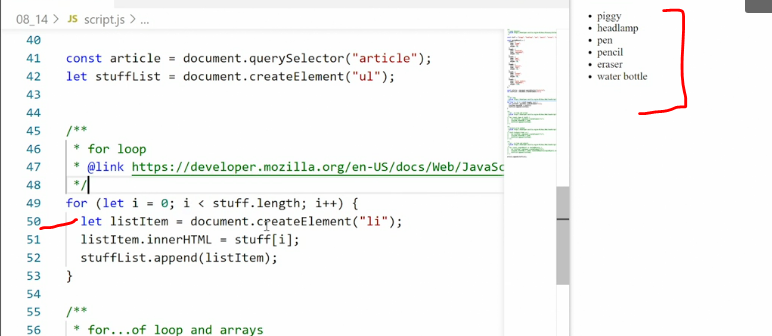 08_14 > JS script.js > ...
40
41 const article = document.querySelector("article");
42 let stuffList = document.createElement("ul");
43
44
45 /**
46 * for loop
47 * @link https://developer.mozilla.org/en-US/docs/Web/JavaSc
48 */
49 for (let i = 0; i < stuff.length; i++) {
50 let listItem = document.createElement("li");
51 listItem.innerHTML = stuff[i];
52 stuffList.append(listItem);
53 }
54
55 /**
56 * for...of loop and arrays
• piggy
• headlamp
• pen
• pencil
• eraser
• water bottle